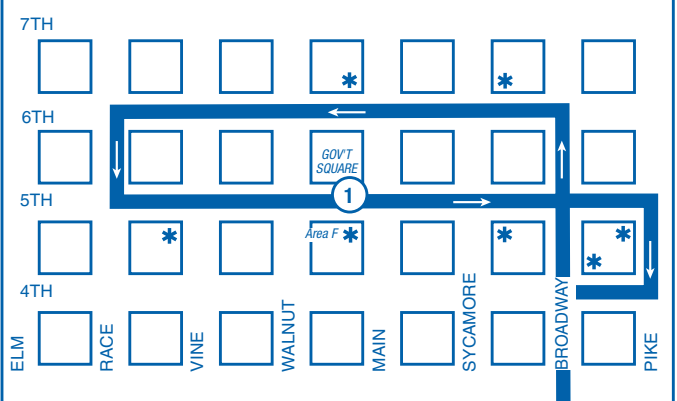 7TH
6TH
GOV'T
SQUARE
1
5TH
Area F
4TH
ELM
RACE
VINE
WALNUT
MAIN
SYCAMORE
BROADWAY
PIKE